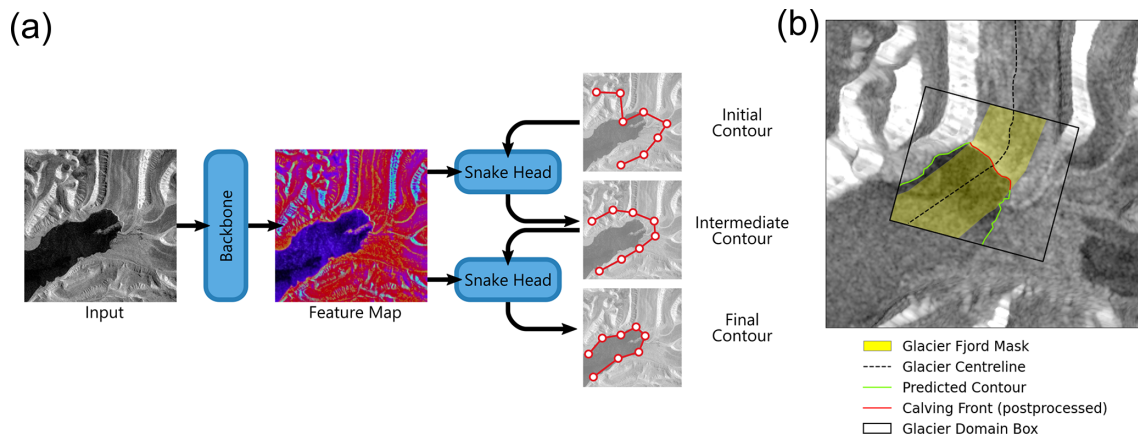 (a)
Input
Backbone
Feature Map
Snake Head
Snake Head
Initial
Contour
Intermediate
Contour
Final
Contour
(b)
Glacier Fjord Mask
Glacier Centreline
Predicted Contour
Calving Front (postprocessed)
Glacier Domain Box